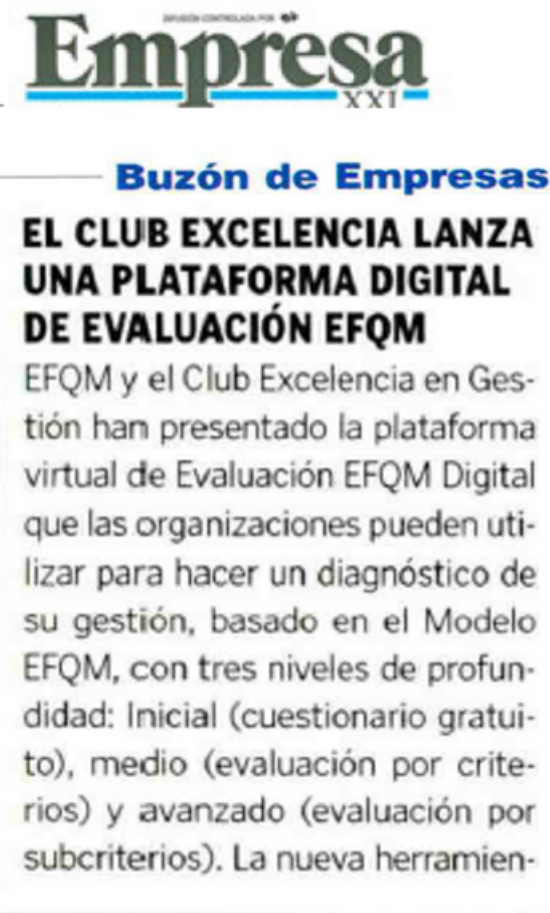 DIFUSIÓN CONTROLADA POR
Empresa
XXI
Buzón de Empresas
EL CLUB EXCELENCIA LANZA
UNA PLATAFORMA DIGITAL
DE EVALUACIÓN EFQM
EFQM y el Club Excelencia en Ges-
tión han presentado la plataforma
virtual de Evaluación EFQM Digital
que las organizaciones pueden uti-
lizar para hacer un diagnóstico de
su gestión, basado en el Modelo
EFQM, con tres niveles de profun-
didad: Inicial (cuestionario gratui-
to), medio (evaluación por crite-
rios) y avanzado (evaluación por
subcriterios). La nueva herramien-